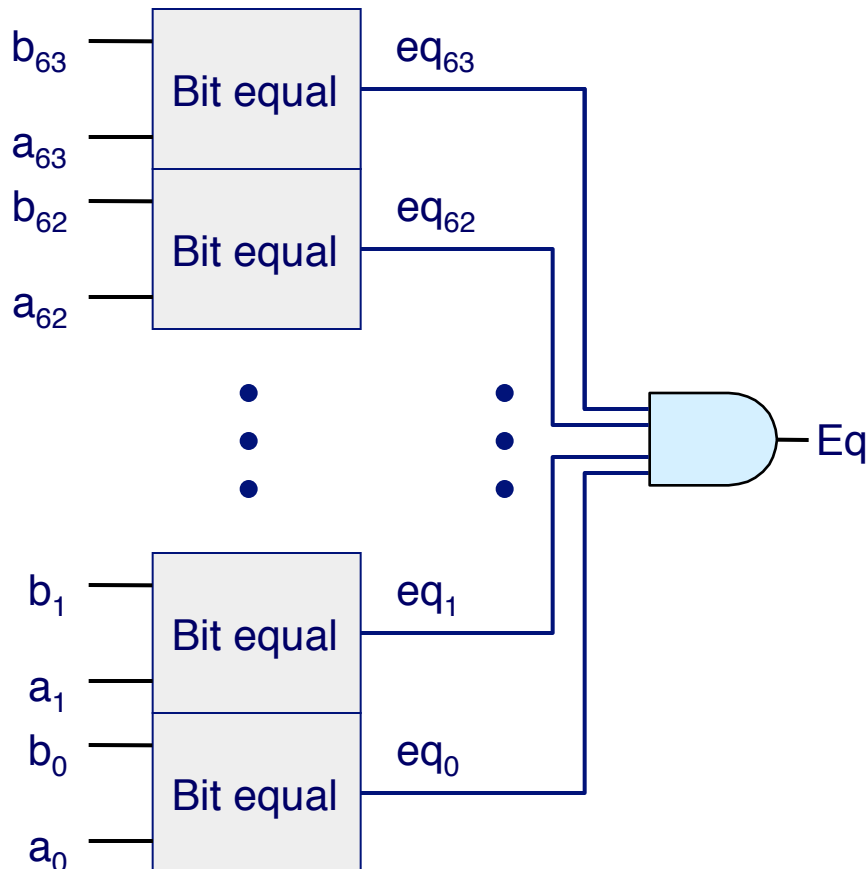 b₆₃
eq₆₃
Bit equal
a₆₃
b₆₂
eq₆₂
Bit equal
a₆₂
Eq
b₁
eq₁
Bit equal
a₁
b₀
eq₀
Bit equal
a₀